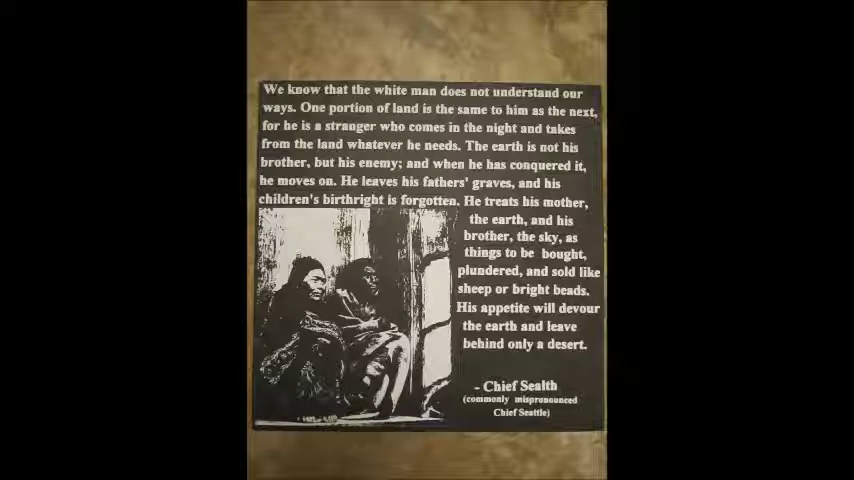 We know that the white man does not understand our
ways. One portion of land is the same to him as the next,
for he is a stranger who comes in the night and takes
from the land whatever he needs. The earth is not his
brother, but his enemy; and when he has conquered it,
he moves on. He leaves his fathers' graves, and his
children's birthright is forgotten. He treats his mother,
the earth, and his
brother, the sky, as
things to be bought,
plundered, and sold like
sheep or bright beads.
His appetite will devour
the earth and leave
behind only a desert.
- Chief Sealth
(commonly mispronounced
Chief Seattle)